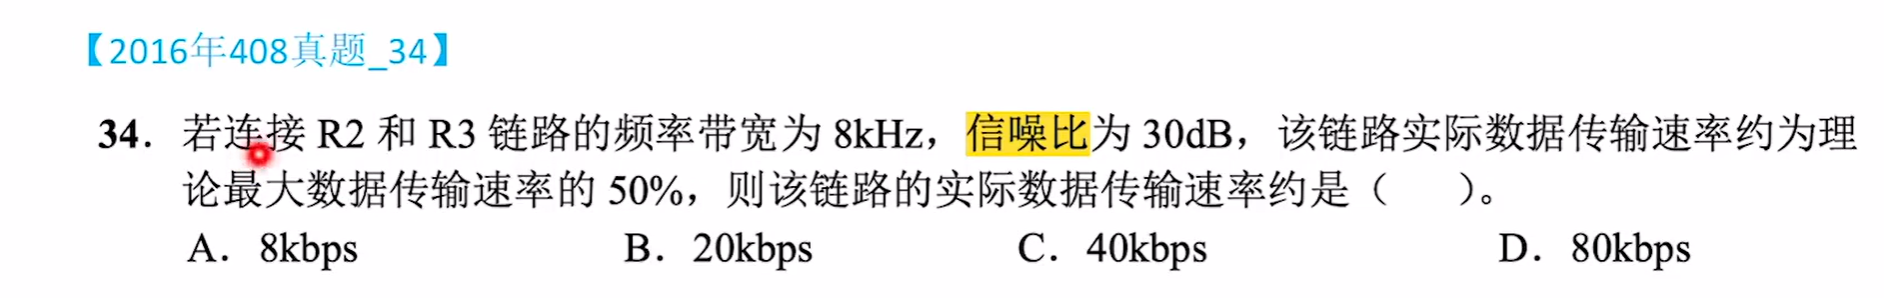 【2016年408真题_34】
34．若连接 R2 和 R3 链路的频率带宽为 8kHz，信噪比为 30dB，该链路实际数据传输速率约为理
论最大数据传输速率的 50%，则该链路的实际数据传输速率约是（　　）。
A．8kbps　B．20kbps　C．40kbps　D．80kbps